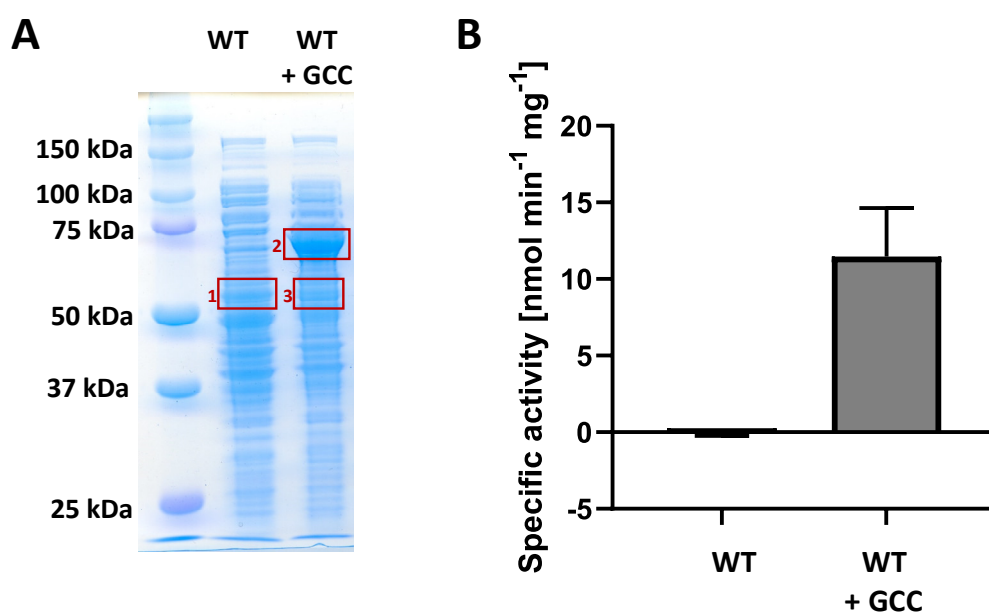 A
WT
WT
+ GCC
150 kDa
100 kDa
75 kDa
50 kDa
37 kDa
25 kDa
1
2
3
B
Specific activity [nmol min⁻¹ mg⁻¹]
20
15
10
5
0
-5
WT
WT
+ GCC